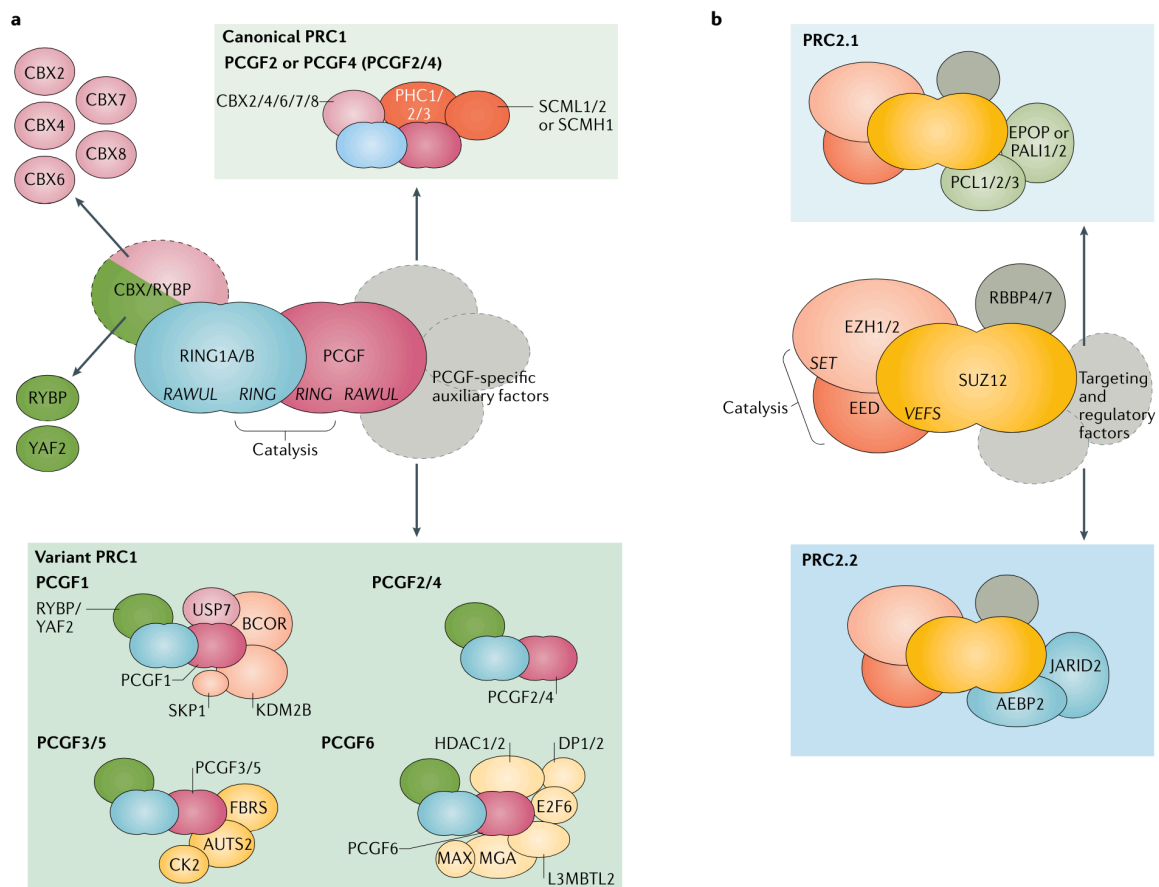 a
CBX2
CBX7
CBX4
CBX8
CBX6
Canonical PRC1
PCGF2 or PCGF4 (PCGF2/4)
CBX2/4/6/7/8
PHC1/
2/3
SCML1/2
or SCMH1
CBX/RYBP
RING1A/B
PCGF
RAWUL
RING
RING
RAWUL
PCGF-specific
auxiliary factors
Catalysis
RYBP
YAF2
Variant PRC1
PCGF1
RYBP/
YAF2
USP7
BCOR
PCGF1
SKP1
KDM2B
PCGF2/4
PCGF2/4
PCGF3/5
PCGF3/5
FBRS
AUTS2
CK2
PCGF6
HDAC1/2
DP1/2
E2F6
PCGF6
MAX
MGA
L3MBTL2
b
PRC2.1
EPOP or
PALI1/2
PCL1/2/3
RBBP4/7
EZH1/2
SET
SUZ12
Catalysis
EED
VEFS
Targeting
and
regulatory
factors
PRC2.2
JARID2
AEBP2